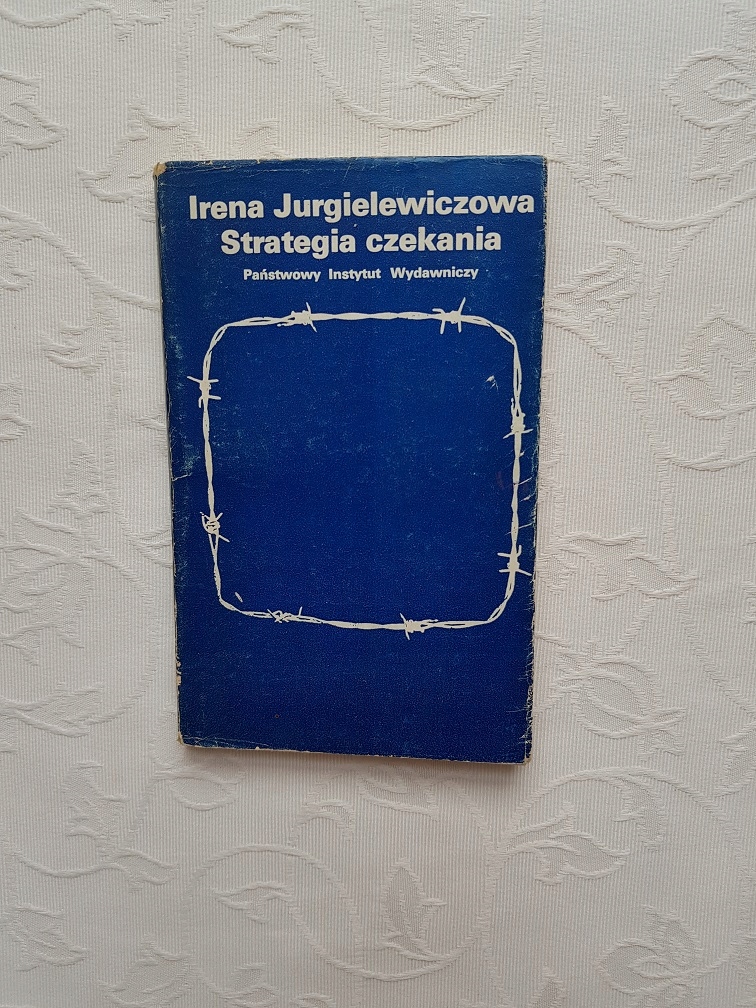 Irena Jurgielewiczowa
Strategia czekania
Państwowy Instytut Wydawniczy